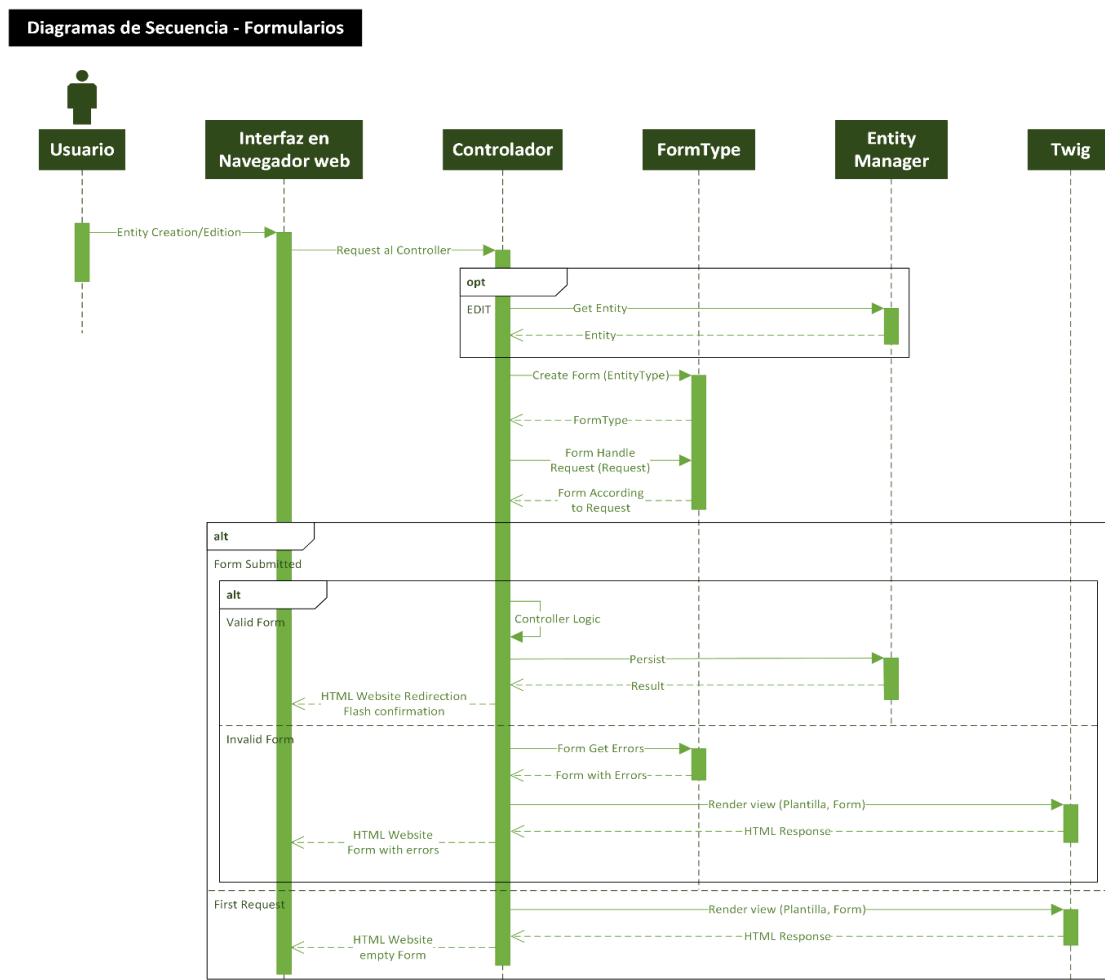 Diagramas de Secuencia - Formularios
Usuario
Interfaz en
Navegador web
Controlador
FormType
Entity
Manager
Twig
Entity Creation/Edition
Request al Controller
opt
EDIT
Get Entity
Entity
Create Form (EntityType)
FormType
Form Handle
Request (Request)
Form According
to Request
alt
Form Submitted
alt
Valid Form
Controller Logic
Persist
Result
HTML Website Redirection
Flash confirmation
Invalid Form
Form Get Errors
Form with Errors
Render view (Plantilla, Form)
HTML Response
HTML Website
Form with errors
First Request
Render view (Plantilla, Form)
HTML Response
HTML Website
empty Form